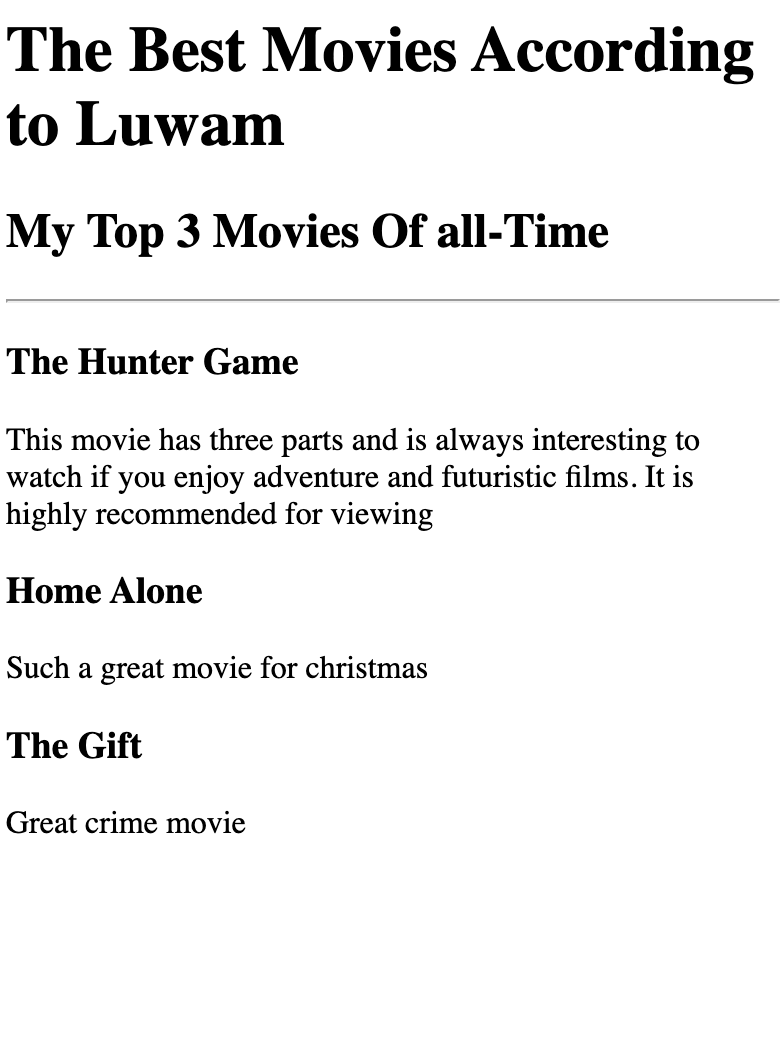 The Best Movies According
to Luwam
My Top 3 Movies Of all-Time
The Hunter Game
This movie has three parts and is always interesting to
watch if you enjoy adventure and futuristic films. It is
highly recommended for viewing
Home Alone
Such a great movie for christmas
The Gift
Great crime movie